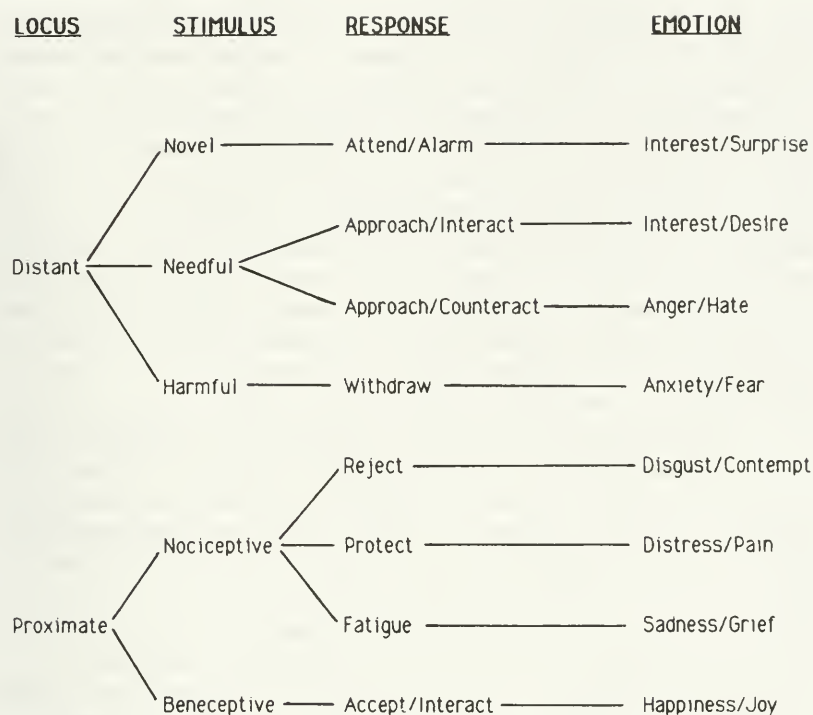 LOCUS STIMULUS RESPONSE EMOTION
Novel Attend/Alarm Interest/Surprise
Approach/Interact Interest/Desire
Distant Needful
Approach/Counteract Anger/Hate
Harmful Withdraw Anxiety/Fear
Reject Disgust/Contempt
Nociceptive Protect Distress/Pain
Proximate Fatigue Sadness/Grief
Beneceptive Accept/Interact Happiness/Joy